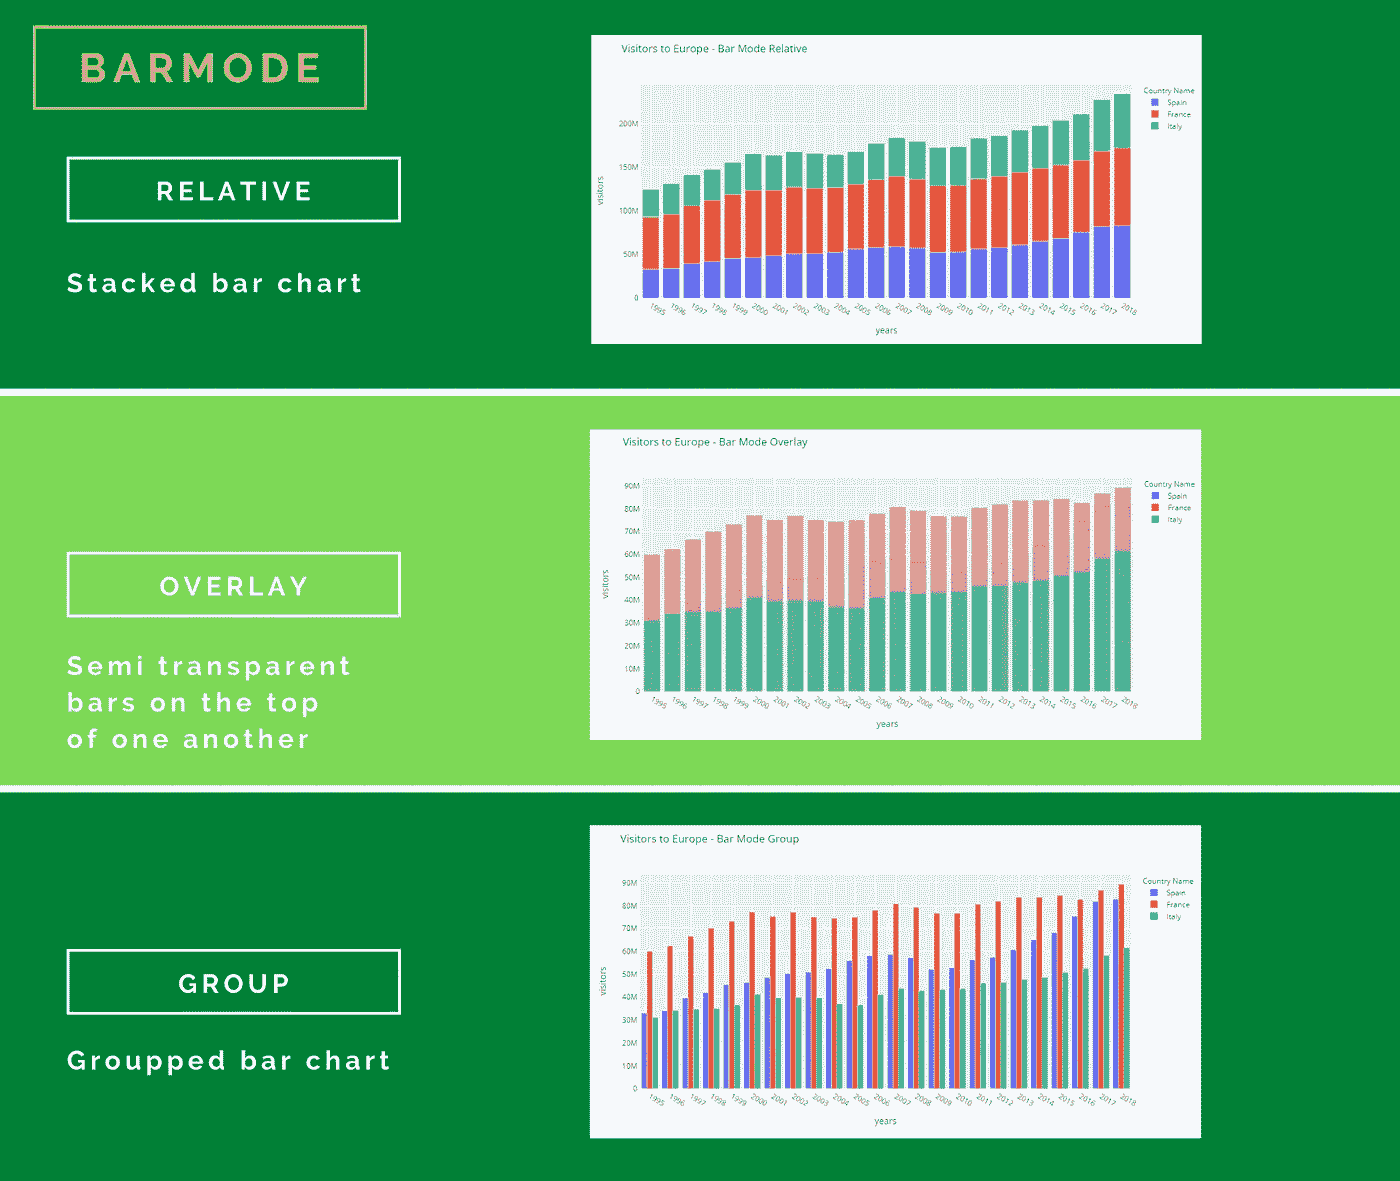 BARMODE
RELATIVE
Stacked bar chart
Visitors to Europe - Bar Mode Relative
Country Name
Spain
France
Italy
visitors
200M
150M
100M
50M
0
1995 1996 1997 1998 1999 2000 2001 2002 2003 2004 2005 2006 2007 2008 2009 2010 2011 2012 2013 2014 2015 2016 2017 2018
years
OVERLAY
Semi transparent
bars on the top
of one another
Visitors to Europe - Bar Mode Overlay
Country Name
Spain
France
Italy
visitors
90M
80M
70M
60M
50M
40M
30M
20M
10M
0
1995 1996 1997 1998 1999 2000 2001 2002 2003 2004 2005 2006 2007 2008 2009 2010 2011 2012 2013 2014 2015 2016 2017 2018
years
GROUP
Groupped bar chart
Visitors to Europe - Bar Mode Group
Country Name
Spain
France
Italy
visitors
90M
80M
70M
60M
50M
40M
30M
20M
10M
0
1995 1996 1997 1998 1999 2000 2001 2002 2003 2004 2005 2006 2007 2008 2009 2010 2011 2012 2013 2014 2015 2016 2017 2018
years